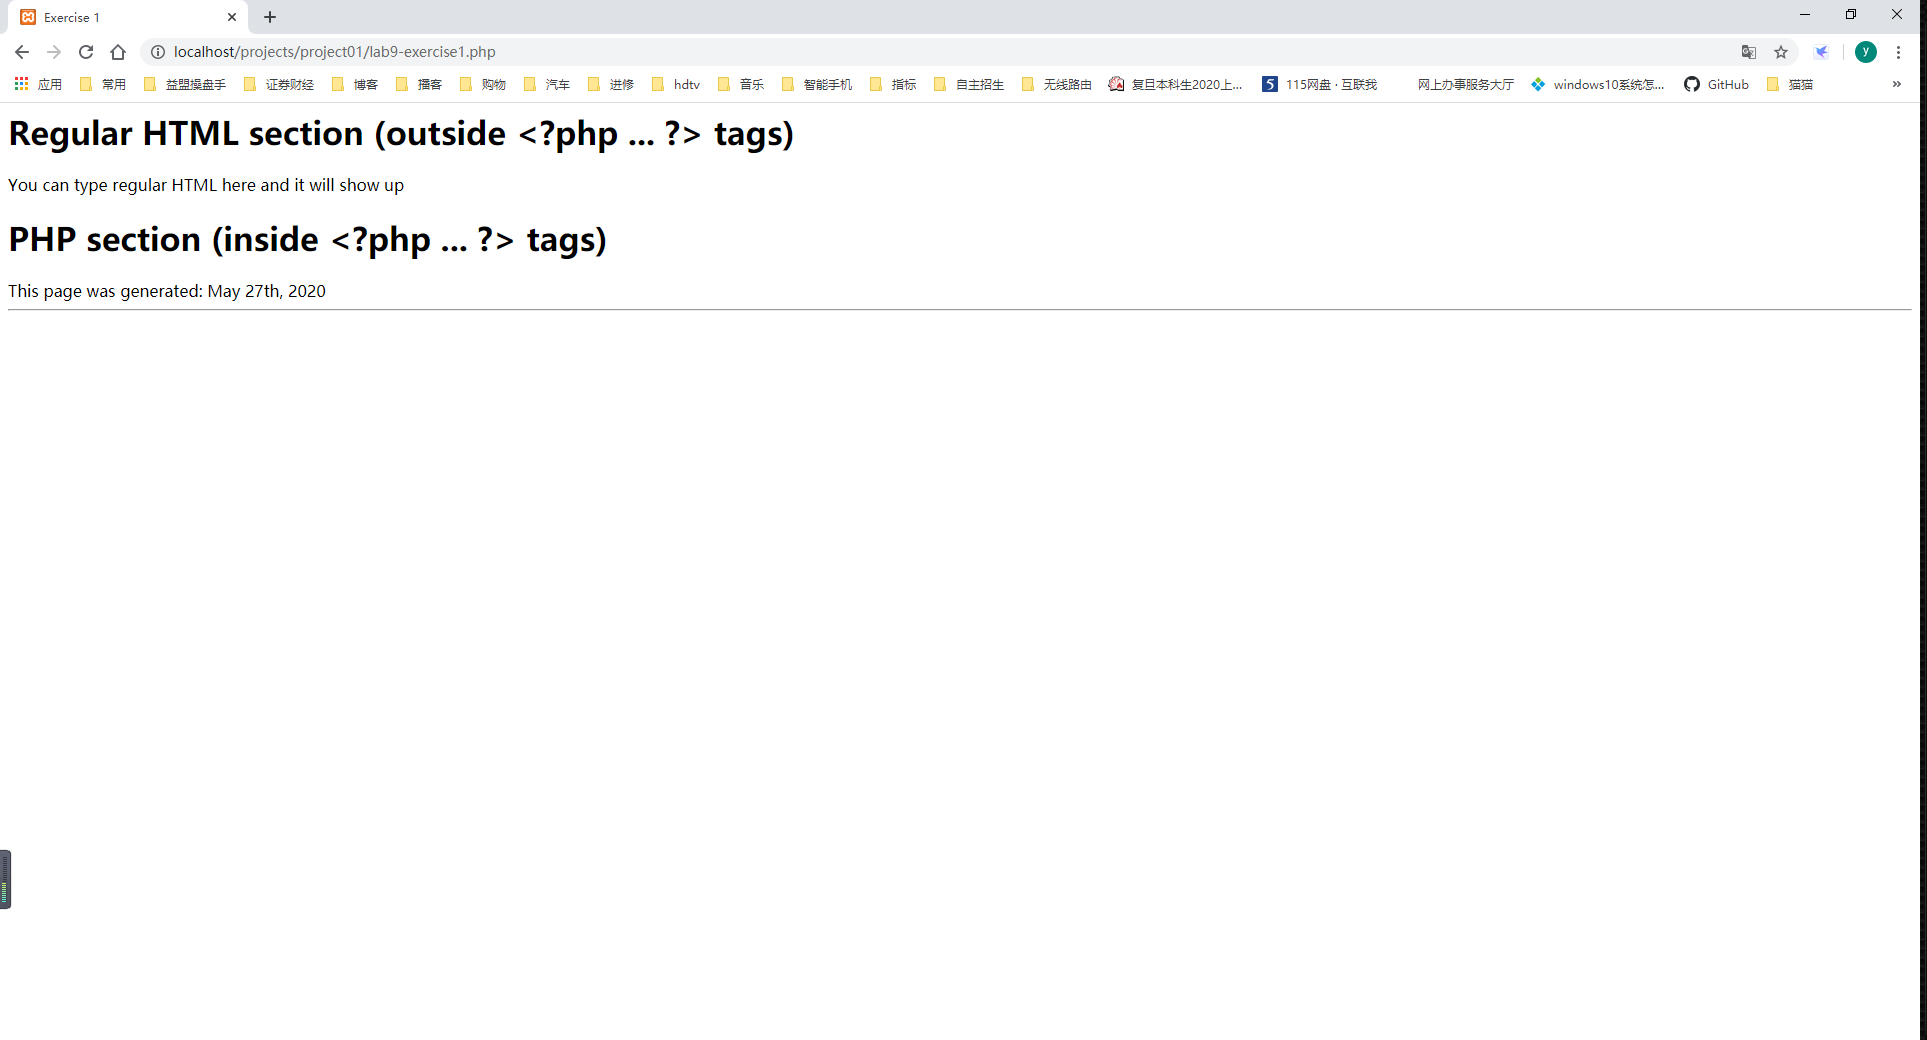 Exercise 1
localhost/projects/project01/lab9-exercise1.php
y
应用 常用 益盟操盘手 证券财经 博客 播客 购物 汽车 进修 hdtv 音乐 智能手机 指标 自主招生 无线路由 复旦本科生2020上... 5 115网盘 · 互联我 网上办事服务大厅 windows10系统怎... GitHub 猫猫 »
Regular HTML section (outside <?php ... ?> tags)
You can type regular HTML here and it will show up
PHP section (inside <?php ... ?> tags)
This page was generated: May 27th, 2020